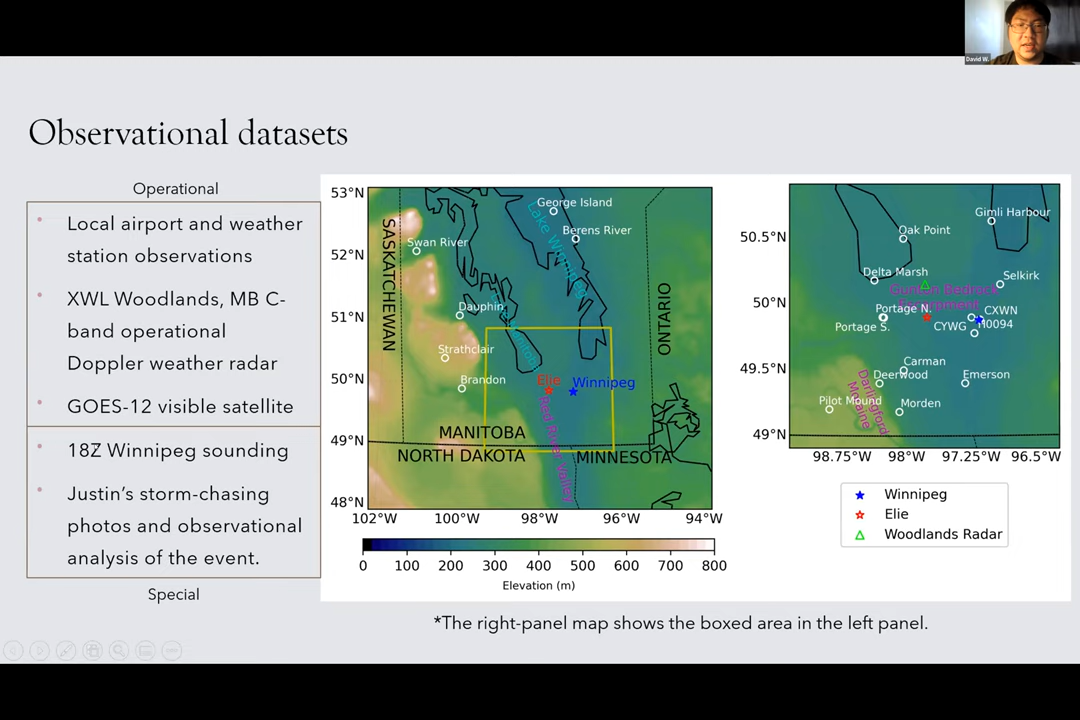 David W.
Observational datasets
Operational
• Local airport and weather
station observations
• XWL Woodlands, MB C-
band operational
Doppler weather radar
• GOES-12 visible satellite
• 18Z Winnipeg sounding
• Justin's storm-chasing
photos and observational
analysis of the event.
Special
53°N
52°N
51°N
50°N
49°N
48°N
102°W 100°W 98°W 96°W 94°W
SASKATCHEWAN
ONTARIO
MANITOBA
NORTH DAKOTA
MINNESOTA
George Island
Berens River
Swan River
Dauphin
Strathclair
Brandon
Elie
Winnipeg
Red River Valley
0 100 200 300 400 500 600 700 800
Elevation (m)
50.5°N
50°N
49.5°N
49°N
98.75°W 98°W 97.25°W 96.5°W
Gimli Harbour
Oak Point
Delta Marsh
Selkirk
Portage N.
Portage S.
CXWN
CYWG
Carman
Deerwood
Emerson
Pilot Mound
Morden
Darlingford
Moraine
Winnipeg
Elie
Woodlands Radar
*The right-panel map shows the boxed area in the left panel.